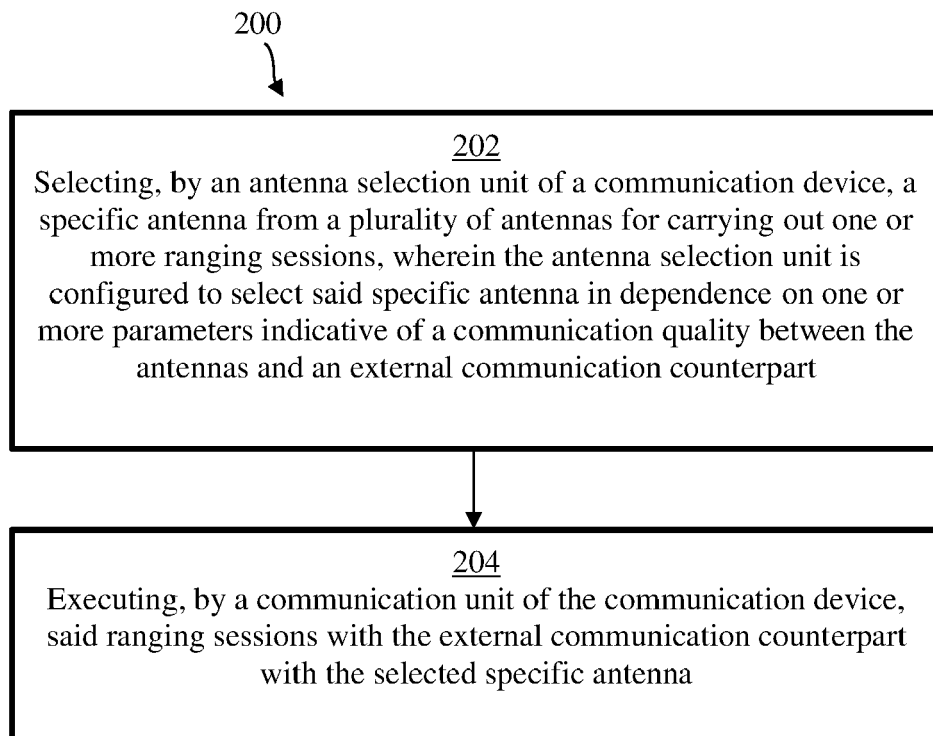 200
202
Selecting, by an antenna selection unit of a communication device, a
specific antenna from a plurality of antennas for carrying out one or
more ranging sessions, wherein the antenna selection unit is
configured to select said specific antenna in dependence on one or
more parameters indicative of a communication quality between the
antennas and an external communication counterpart
204
Executing, by a communication unit of the communication device,
said ranging sessions with the external communication counterpart
with the selected specific antenna